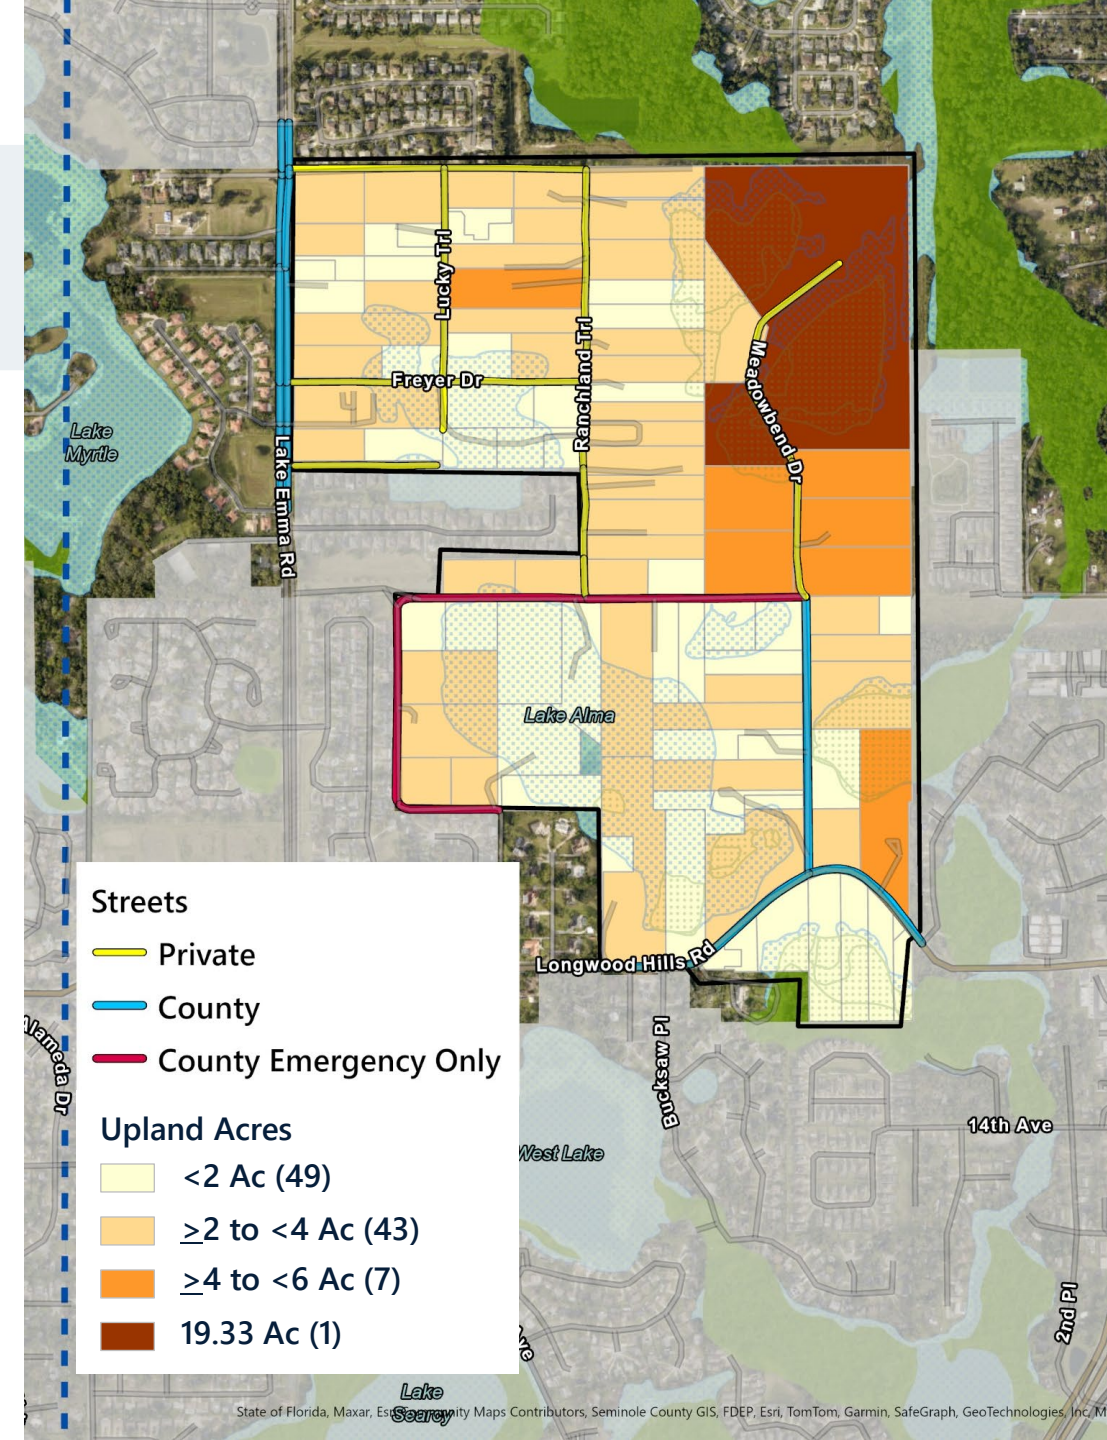 Lucky Trl
Ranchland Trl
Freyer Dr
Meadowbend Dr
Lake
Myrtle
Lake Emma Rd
Lake Alma
Longwood Hills Rd
Streets
Private
County
County Emergency Only
Upland Acres
<2 Ac (49)
≥2 to <4 Ac (43)
≥4 to <6 Ac (7)
19.33 Ac (1)
Alameda Dr
Bucksaw Pl
14th Ave
West Lake
2nd Pl
Lake
Searcy
State of Florida, Maxar, Esri Community Maps Contributors, Seminole County GIS, FDEP, Esri, TomTom, Garmin, SafeGraph, GeoTechnologies, Inc, M